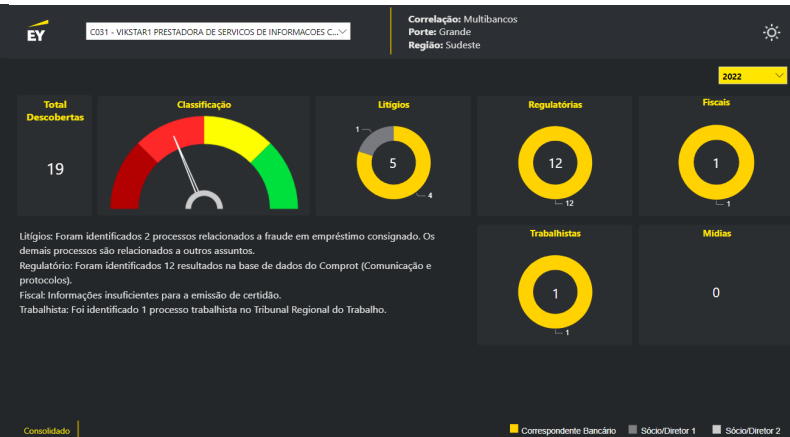 EY
C031 - VIKSTAR1 PRESTADORA DE SERVICOS DE INFORMACOES C...
Correlação: Multibancos
Porte: Grande
Região: Sudeste
2022
Total
Descobertas
19
Classificação
Litígios
1
5
4
Regulatórias
12
12
Fiscais
1
1
Litígios: Foram identificados 2 processos relacionados a fraude em empréstimo consignado. Os
demais processos são relacionados a outros assuntos.
Regulatório: Foram identificados 12 resultados na base de dados do Comprot (Comunicação e
protocolos).
Fiscal: Informações insuficientes para a emissão de certidão.
Trabalhista: Foi identificado 1 processo trabalhista no Tribunal Regional do Trabalho.
Trabalhistas
1
1
Mídias
0
Consolidado
Correspondente Bancário
Sócio/Diretor 1
Sócio/Diretor 2